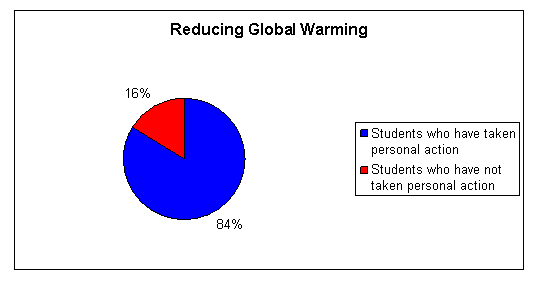 Reducing Global Warming
16%
84%
Students who have taken
personal action
Students who have not
taken personal action